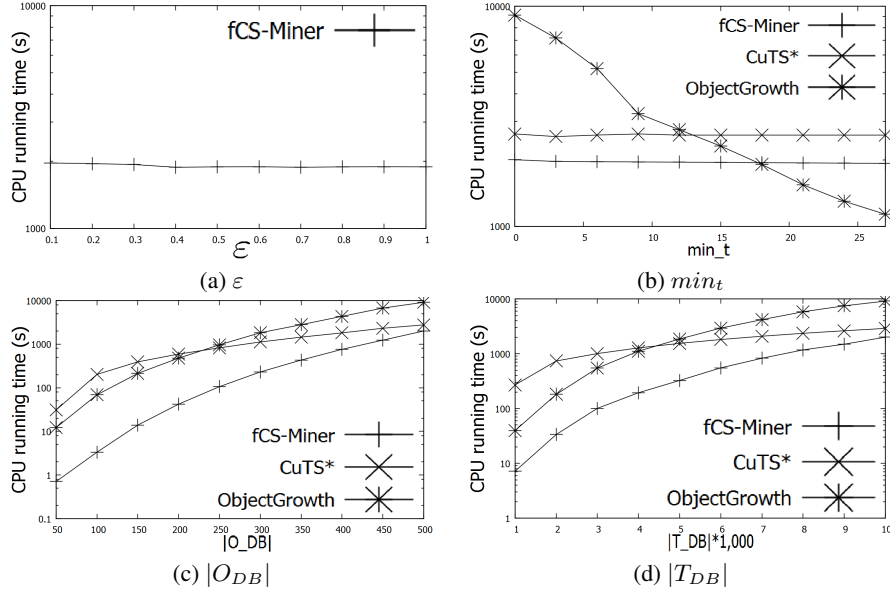 10000
1000
1000
CPU running time (s)
fCS-Miner
0.1 0.2 0.3 0.4 0.5 0.6 0.7 0.8 0.9 1
ε
(a) ε
10000
1000
1000
CPU running time (s)
fCS-Miner
CuTS*
ObjectGrowth
0 5 10 15 20 25
min_t
(b) min_t
10000
1000
100
10
1
0.1
CPU running time (s)
fCS-Miner
CuTS*
ObjectGrowth
50 100 150 200 250 300 350 400 450 500
|O_DB|
(c) |O_DB|
10000
1000
100
10
1
CPU running time (s)
fCS-Miner
CuTS*
ObjectGrowth
1 2 3 4 5 6 7 8 9 10
|T_DB|*1,000
(d) |T_DB|